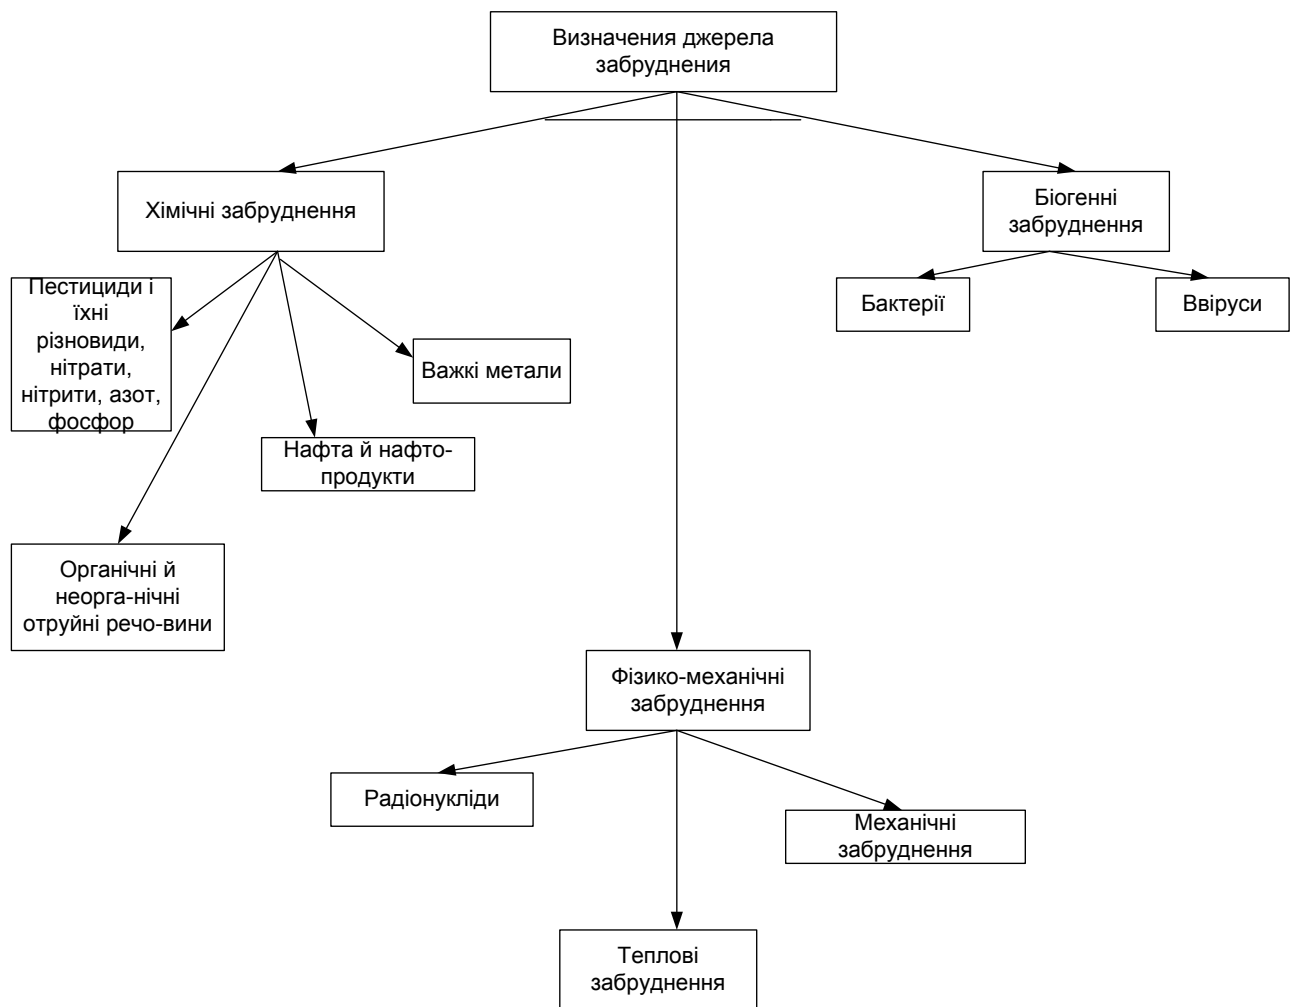 Визначення джерела
забруднения
Хімічні забруднення
Біогенні
забруднення
Пестициди і
їхні
різновиди,
нітрати,
нітрити, азот,
фосфор
Бактерії
Ввіруси
Важкі метали
Нафта й нафто-
продукти
Органічні й
неорга-нічні
отруйні речо-вини
Фізико-механічні
забруднення
Радіонукліди
Механічні
забруднення
Теплові
забруднення